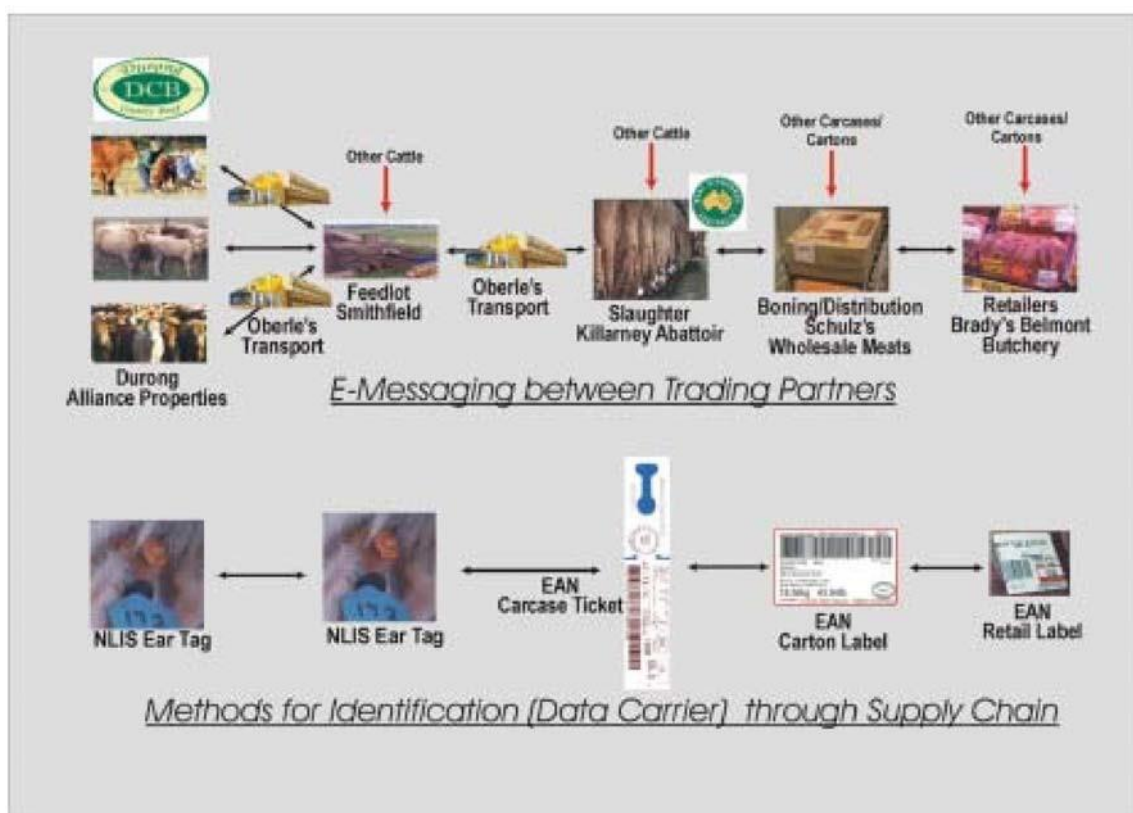 Durong
DCB
Country Beef
Other Cattle
Other Cattle
Other Carcases/
Cartons
Other Carcases/
Cartons
Oberle's
Transport
Feedlot
Smithfield
Oberle's
Transport
Slaughter
Killarney Abattoir
Boning/Distribution
Schulz's
Wholesale Meats
Retailers
Brady's Belmont
Butchery
Durong
Alliance Properties
E-Messaging between Trading Partners
NLIS Ear Tag
NLIS Ear Tag
EAN
Carcase Ticket
EAN
Carton Label
EAN
Retail Label
Methods for Identification (Data Carrier) through Supply Chain